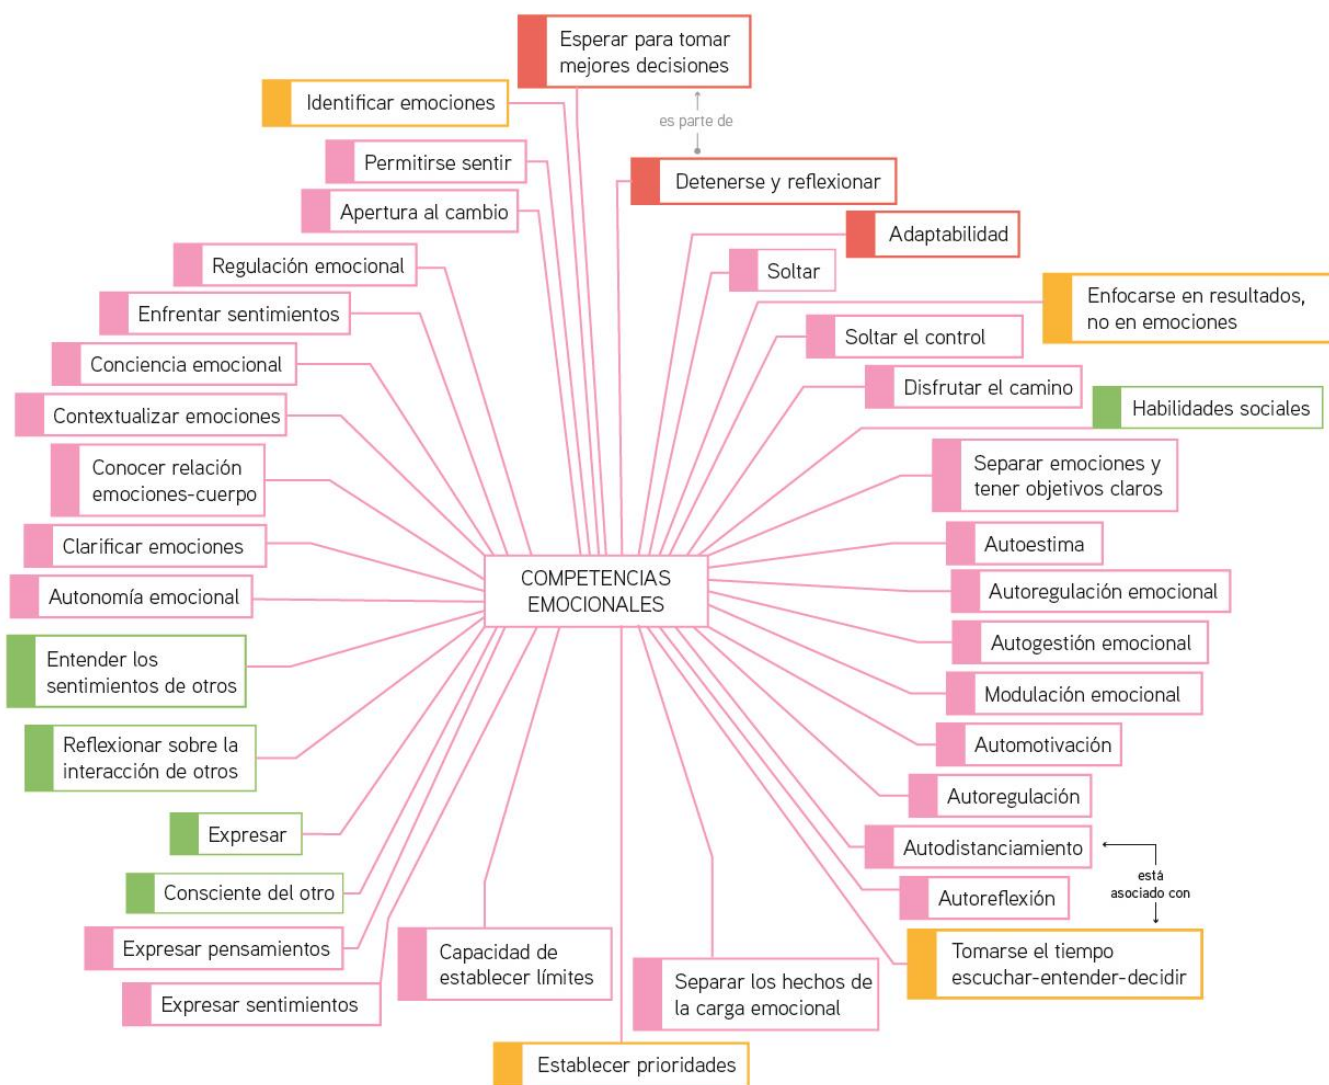 Esperar para tomar
mejores decisiones
Identificar emociones
es parte de
Permitirse sentir
Detenerse y reflexionar
Apertura al cambio
Adaptabilidad
Regulación emocional
Soltar
Enfrentar sentimientos
Enfocarse en resultados,
no en emociones
Soltar el control
Conciencia emocional
Disfrutar el camino
Contextualizar emociones
Habilidades sociales
Conocer relación
emociones-cuerpo
Separar emociones y
tener objetivos claros
Clarificar emociones
Autoestima
COMPETENCIAS
EMOCIONALES
Autonomía emocional
Autoregulación emocional
Entender los
sentimientos de otros
Autogestión emocional
Modulación emocional
Reflexionar sobre la
interacción de otros
Automotivación
Autoregulación
Expresar
Autodistanciamiento
está
asociado con
Consciente del otro
Autoreflexión
Expresar pensamientos
Capacidad de
establecer límites
Tomarse el tiempo
escuchar-entender-decidir
Expresar sentimientos
Separar los hechos de
la carga emocional
Establecer prioridades